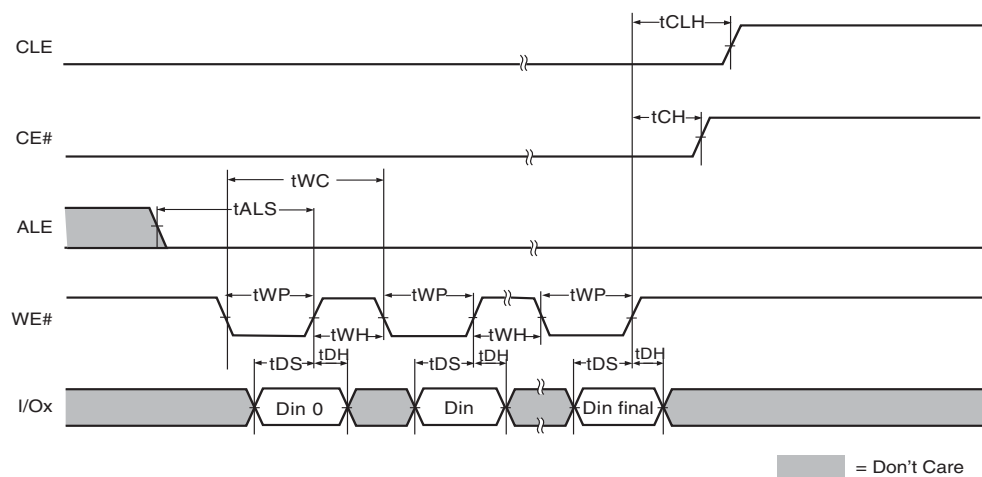 CLE
tCLH
CE#
tCH
tWC
ALE
tALS
WE#
tWP
tWP
tWP
tWH
tWH
tDS
tDH
tDS
tDH
tDS
tDH
I/Ox
Din 0
Din
Din final
= Don't Care